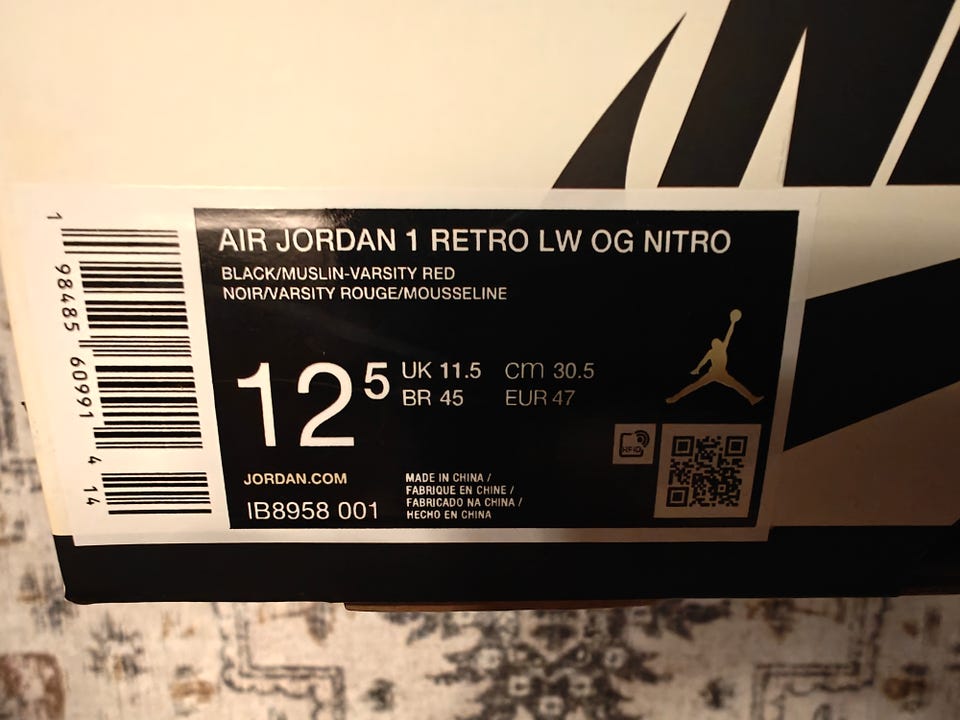 AIR JORDAN 1 RETRO LW OG NITRO
BLACK/MUSLIN-VARSITY RED
NOIR/VARSITY ROUGE/MOUSSELINE
12 5
UK 11.5 cm 30.5
BR 45 EUR 47
RFID
JORDAN.COM
IB8958 001
MADE IN CHINA /
FABRIQUE EN CHINE /
FABRICADO NA CHINA /
HECHO EN CHINA
1 98485 60991 4 14